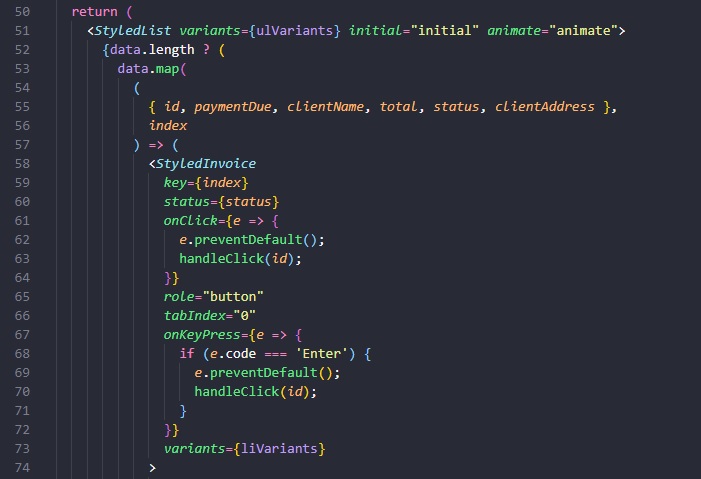 50 return (
51 <StyledList variants={ulVariants} initial="initial" animate="animate">
52 {data.length ? (
53 data.map(
54 (
55 { id, paymentDue, clientName, total, status, clientAddress },
56 index
57 ) => (
58 <StyledInvoice
59 key={index}
60 status={status}
61 onClick={e => {
62 e.preventDefault();
63 handleClick(id);
64 }}
65 role="button"
66 tabIndex="0"
67 onKeyPress={e => {
68 if (e.code === 'Enter') {
69 e.preventDefault();
70 handleClick(id);
71 }
72 }}
73 variants={liVariants}
74 >